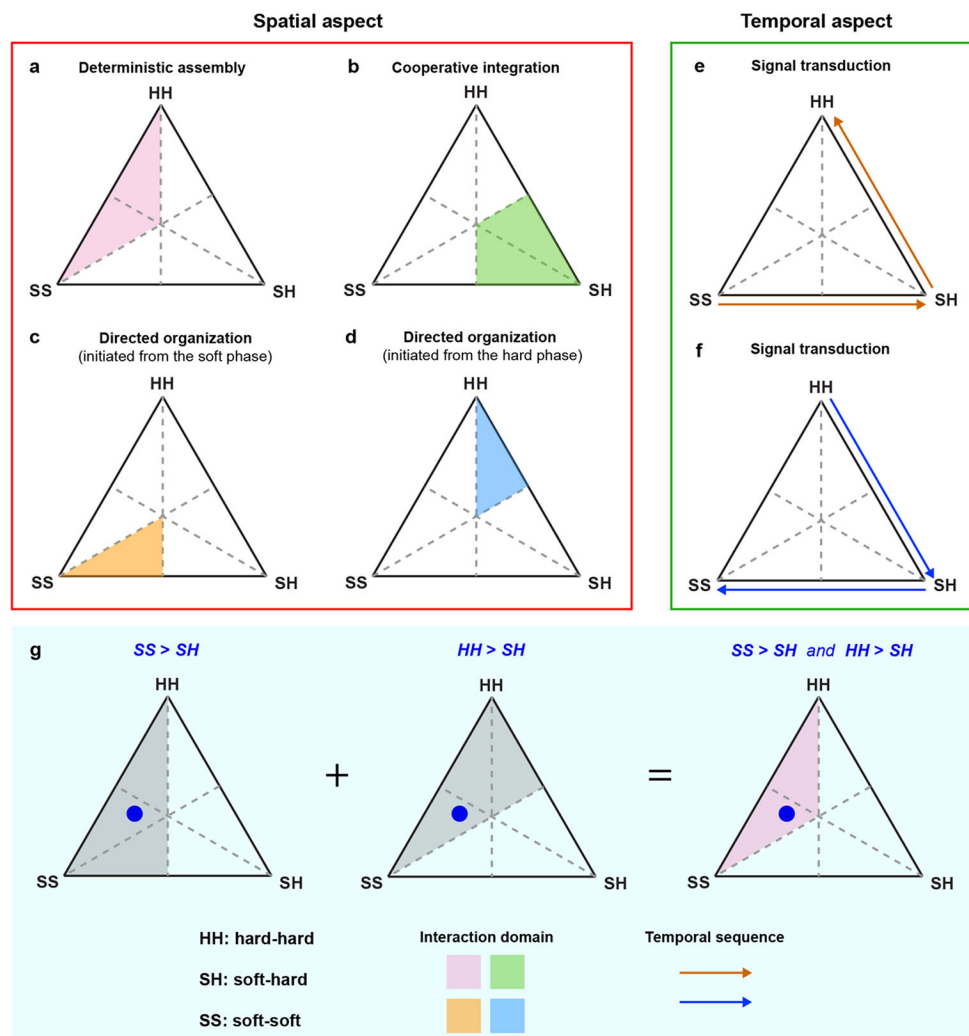 Spatial aspect
Temporal aspect
a
Deterministic assembly
HH
SS
SH
b
Cooperative integration
HH
SS
SH
c
Directed organization
(initiated from the soft phase)
HH
SS
SH
d
Directed organization
(initiated from the hard phase)
HH
SS
SH
e
Signal transduction
HH
SS
SH
f
Signal transduction
HH
SS
SH
g
SS > SH
HH
SS
SH
+
HH > SH
HH
SS
SH
=
SS > SH and HH > SH
HH
SS
SH
HH: hard-hard
SH: soft-hard
SS: soft-soft
Interaction domain
Temporal sequence